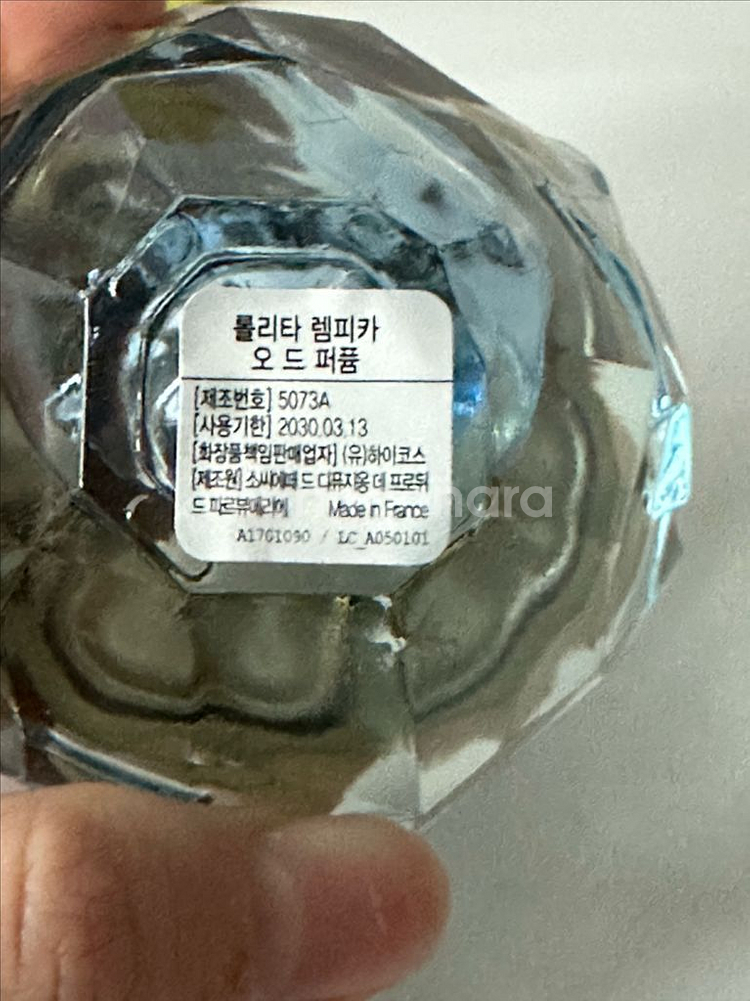 롤리타 렘피카
오 드 퍼퓸
[제조번호] 5073A
[사용기한] 2030.03.13
[화장품책임판매업자] (유)하이코스
[제조원] 소씨에떼 드 디퓨지옹 데 프로뒤
드 파르뷰메리에 Made in France
A17G1090 / LC_A050101